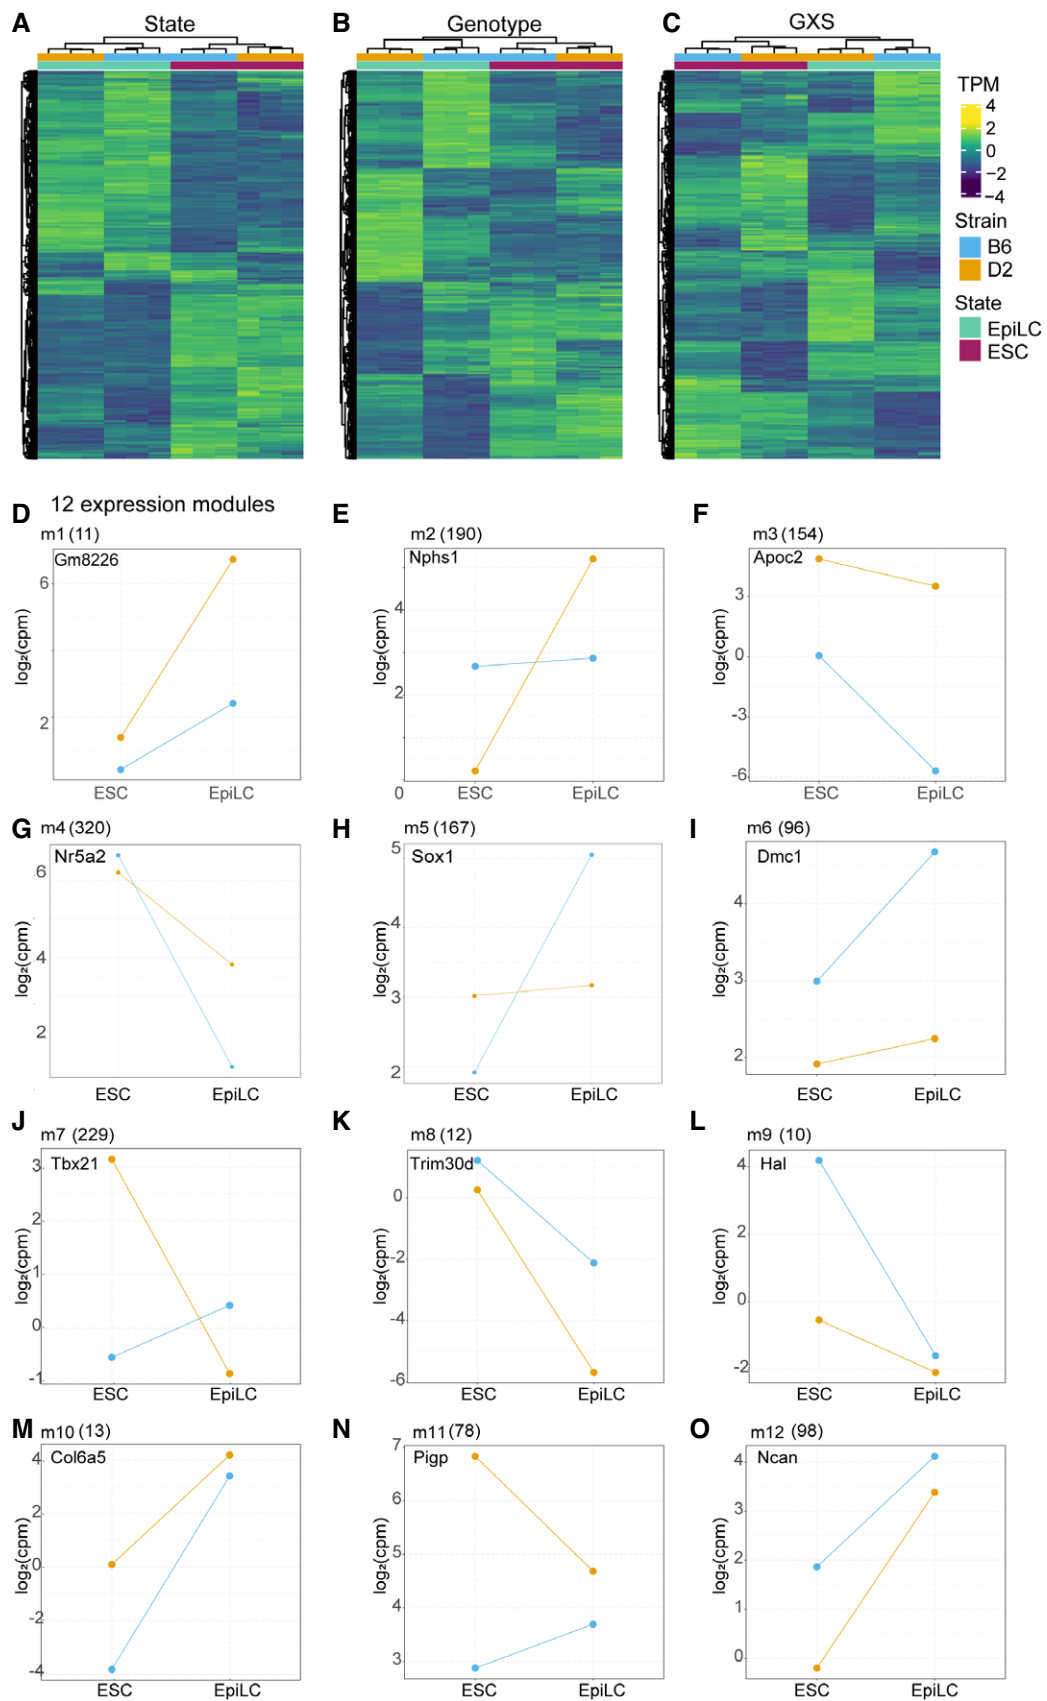 A State
B Genotype
C GXS
TPM
4
2
0
−2
−4
Strain
B6
D2
State
EpiLC
ESC
12 expression modules
D m1 (11)
Gm8226
log₂(cpm)
6
2
ESC EpiLC
E m2 (190)
Nphs1
log₂(cpm)
4
2
0 ESC EpiLC
F m3 (154)
Apoc2
log₂(cpm)
3
0
-3
-6
ESC EpiLC
G m4 (320)
Nr5a2
log₂(cpm)
6
4
2
ESC EpiLC
H m5 (167)
Sox1
log₂(cpm)
5
4
3
2
ESC EpiLC
I m6 (96)
Dmc1
log₂(cpm)
4
3
2
ESC EpiLC
J m7 (229)
Tbx21
log₂(cpm)
3
2
1
0
-1
ESC EpiLC
K m8 (12)
Trim30d
log₂(cpm)
0
-2
-4
-6
ESC EpiLC
L m9 (10)
Hal
log₂(cpm)
4
2
0
-2
ESC EpiLC
M m10 (13)
Col6a5
log₂(cpm)
4
2
0
-2
-4
ESC EpiLC
N m11 (78)
Pigp
log₂(cpm)
7
6
5
4
3
ESC EpiLC
O m12 (98)
Ncan
log₂(cpm)
4
3
2
1
0
ESC EpiLC